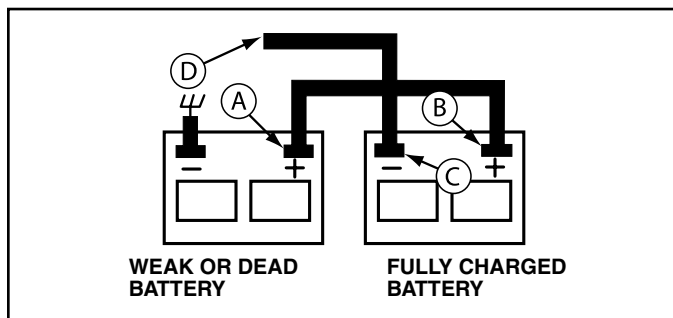 D
A
B
C
− +
− +
WEAK OR DEAD
BATTERY
FULLY CHARGED
BATTERY